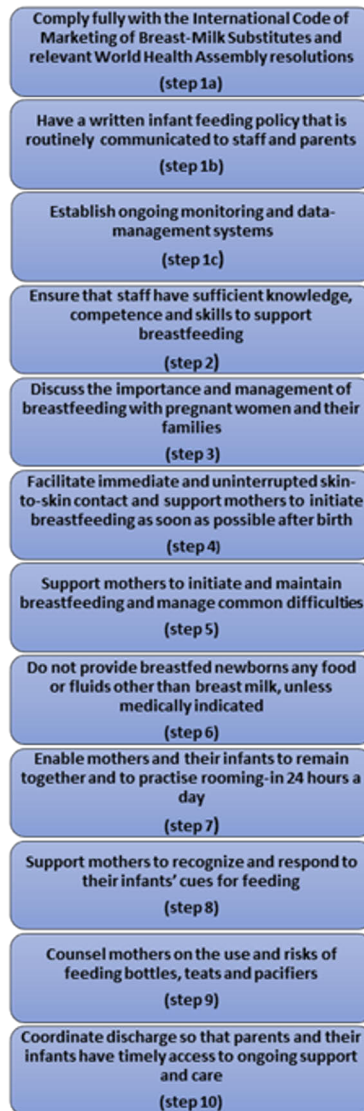 Comply fully with the International Code of
Marketing of Breast-Milk Substitutes and
relevant World Health Assembly resolutions
(step 1a)
Have a written infant feeding policy that is
routinely communicated to staff and parents
(step 1b)
Establish ongoing monitoring and data-
management systems
(step 1c)
Ensure that staff have sufficient knowledge,
competence and skills to support
breastfeeding
(step 2)
Discuss the importance and management of
breastfeeding with pregnant women and their
families
(step 3)
Facilitate immediate and uninterrupted skin-
to-skin contact and support mothers to initiate
breastfeeding as soon as possible after birth
(step 4)
Support mothers to initiate and maintain
breastfeeding and manage common difficulties
(step 5)
Do not provide breastfed newborns any food
or fluids other than breast milk, unless
medically indicated
(step 6)
Enable mothers and their infants to remain
together and to practise rooming-in 24 hours a
day
(step 7)
Support mothers to recognize and respond to
their infants’ cues for feeding
(step 8)
Counsel mothers on the use and risks of
feeding bottles, teats and pacifiers
(step 9)
Coordinate discharge so that parents and their
infants have timely access to ongoing support
and care
(step 10)